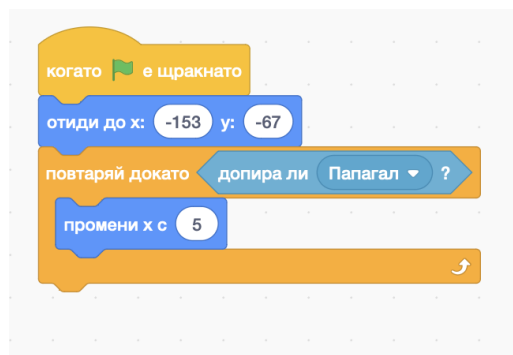 когато е щракнато
отиди до x: -153 y: -67
повтаряй докато допира ли Папагал ?
промени x с 5